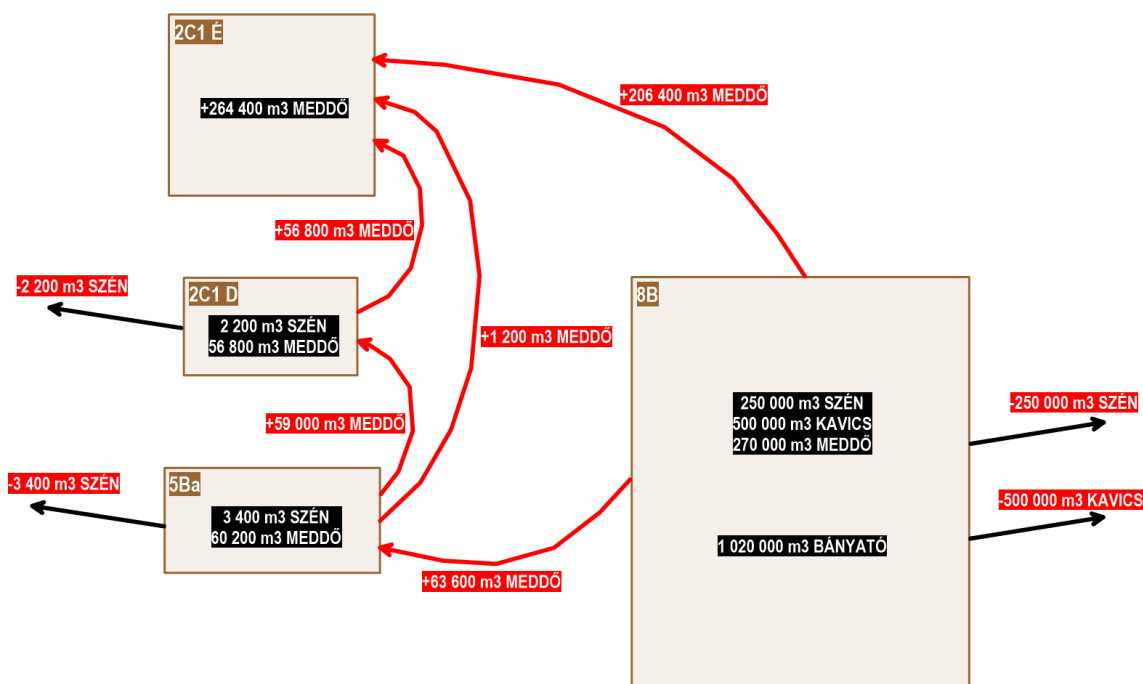 2C1 É
+264 400 m3 MEDDŐ
+206 400 m3 MEDDŐ
+56 800 m3 MEDDŐ
-2 200 m3 SZÉN
2C1 D
2 200 m3 SZÉN
56 800 m3 MEDDŐ
8B
+1 200 m3 MEDDŐ
250 000 m3 SZÉN
500 000 m3 KAVICS
270 000 m3 MEDDŐ
-250 000 m3 SZÉN
+59 000 m3 MEDDŐ
-3 400 m3 SZÉN
5Ba
3 400 m3 SZÉN
60 200 m3 MEDDŐ
-500 000 m3 KAVICS
1 020 000 m3 BÁNYATÓ
+63 600 m3 MEDDŐ